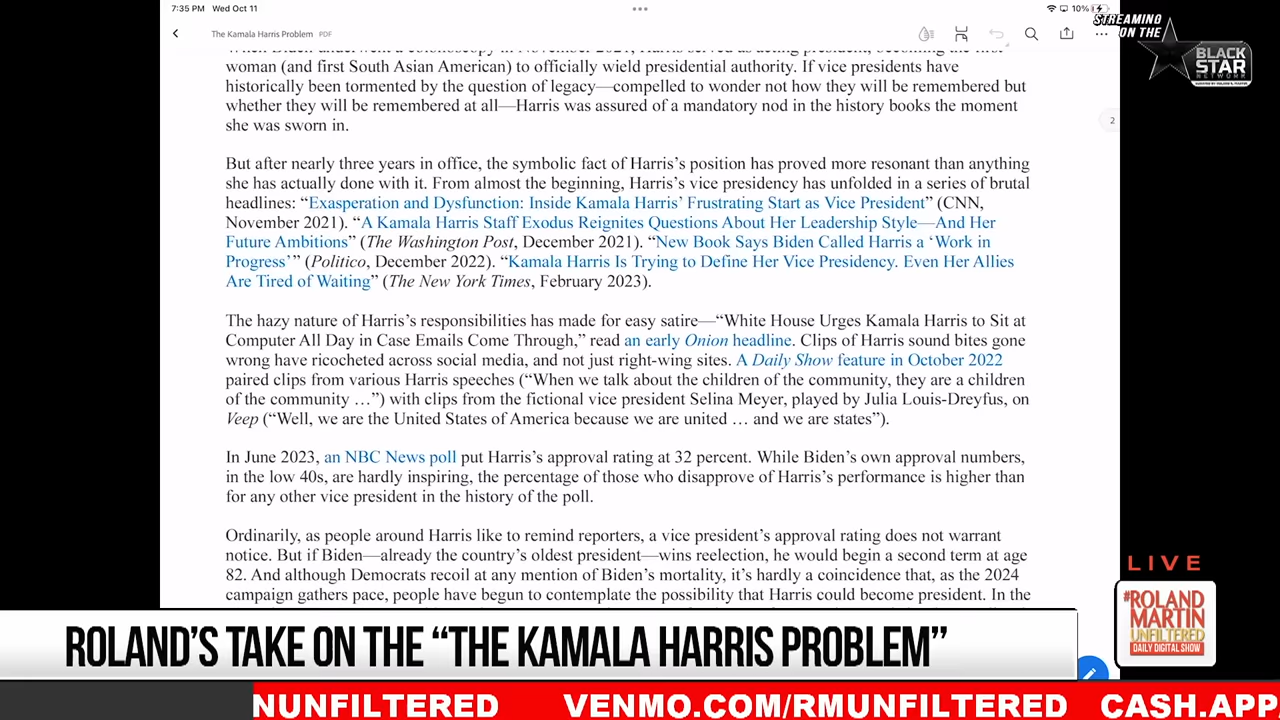 7:35 PM Wed Oct 11
10%
STREAMING
ON THE
BLACK
STAR
NETWORK
The Kamala Harris Problem PDF
When Biden underwent a colonoscopy in November 2021, Harris served as acting president, becoming the first
woman (and first South Asian American) to officially wield presidential authority. If vice presidents have
historically been tormented by the question of legacy—compelled to wonder not how they will be remembered but
whether they will be remembered at all—Harris was assured of a mandatory nod in the history books the moment
she was sworn in.
2
But after nearly three years in office, the symbolic fact of Harris’s position has proved more resonant than anything
she has actually done with it. From almost the beginning, Harris’s vice presidency has unfolded in a series of brutal
headlines: “Exasperation and Dysfunction: Inside Kamala Harris’ Frustrating Start as Vice President” (CNN,
November 2021). “A Kamala Harris Staff Exodus Reignites Questions About Her Leadership Style—And Her
Future Ambitions” (The Washington Post, December 2021). “New Book Says Biden Called Harris a ‘Work in
Progress’” (Politico, December 2022). “Kamala Harris Is Trying to Define Her Vice Presidency. Even Her Allies
Are Tired of Waiting” (The New York Times, February 2023).
The hazy nature of Harris’s responsibilities has made for easy satire—“White House Urges Kamala Harris to Sit at
Computer All Day in Case Emails Come Through,” read an early Onion headline. Clips of Harris sound bites gone
wrong have ricocheted across social media, and not just right-wing sites. A Daily Show feature in October 2022
paired clips from various Harris speeches (“When we talk about the children of the community, they are a children
of the community …”) with clips from the fictional vice president Selina Meyer, played by Julia Louis-Dreyfus, on
Veep (“Well, we are the United States of America because we are united … and we are states”).
In June 2023, an NBC News poll put Harris’s approval rating at 32 percent. While Biden’s own approval numbers,
in the low 40s, are hardly inspiring, the percentage of those who disapprove of Harris’s performance is higher than
for any other vice president in the history of the poll.
Ordinarily, as people around Harris like to remind reporters, a vice president’s approval rating does not warrant
notice. But if Biden—already the country’s oldest president—wins reelection, he would begin a second term at age
82. And although Democrats recoil at any mention of Biden’s mortality, it’s hardly a coincidence that, as the 2024
campaign gathers pace, people have begun to contemplate the possibility that Harris could become president. In the
LIVE
#ROLAND
MARTIN
UNFILTERED
DAILY DIGITAL SHOW
ROLAND’S TAKE ON THE “THE KAMALA HARRIS PROBLEM”
NUNFILTERED VENMO.COM/RMUNFILTERED CASH.APP